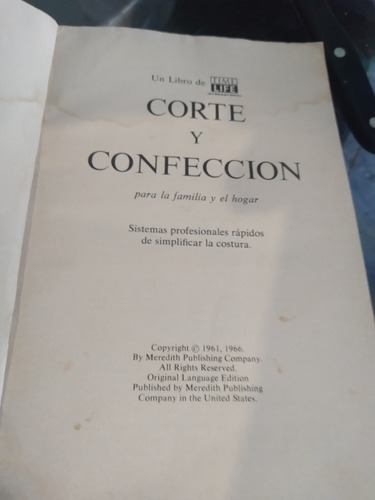 Un Libro de TIME LIFE
CORTE
Y
CONFECCION
para la familia y el hogar
Sistemas profesionales rápidos
de simplificar la costura.
Copyright © 1961, 1966.
By Meredith Publishing Company.
All Rights Reserved.
Original Language Edition
Published by Meredith Publishing
Company in the United States.